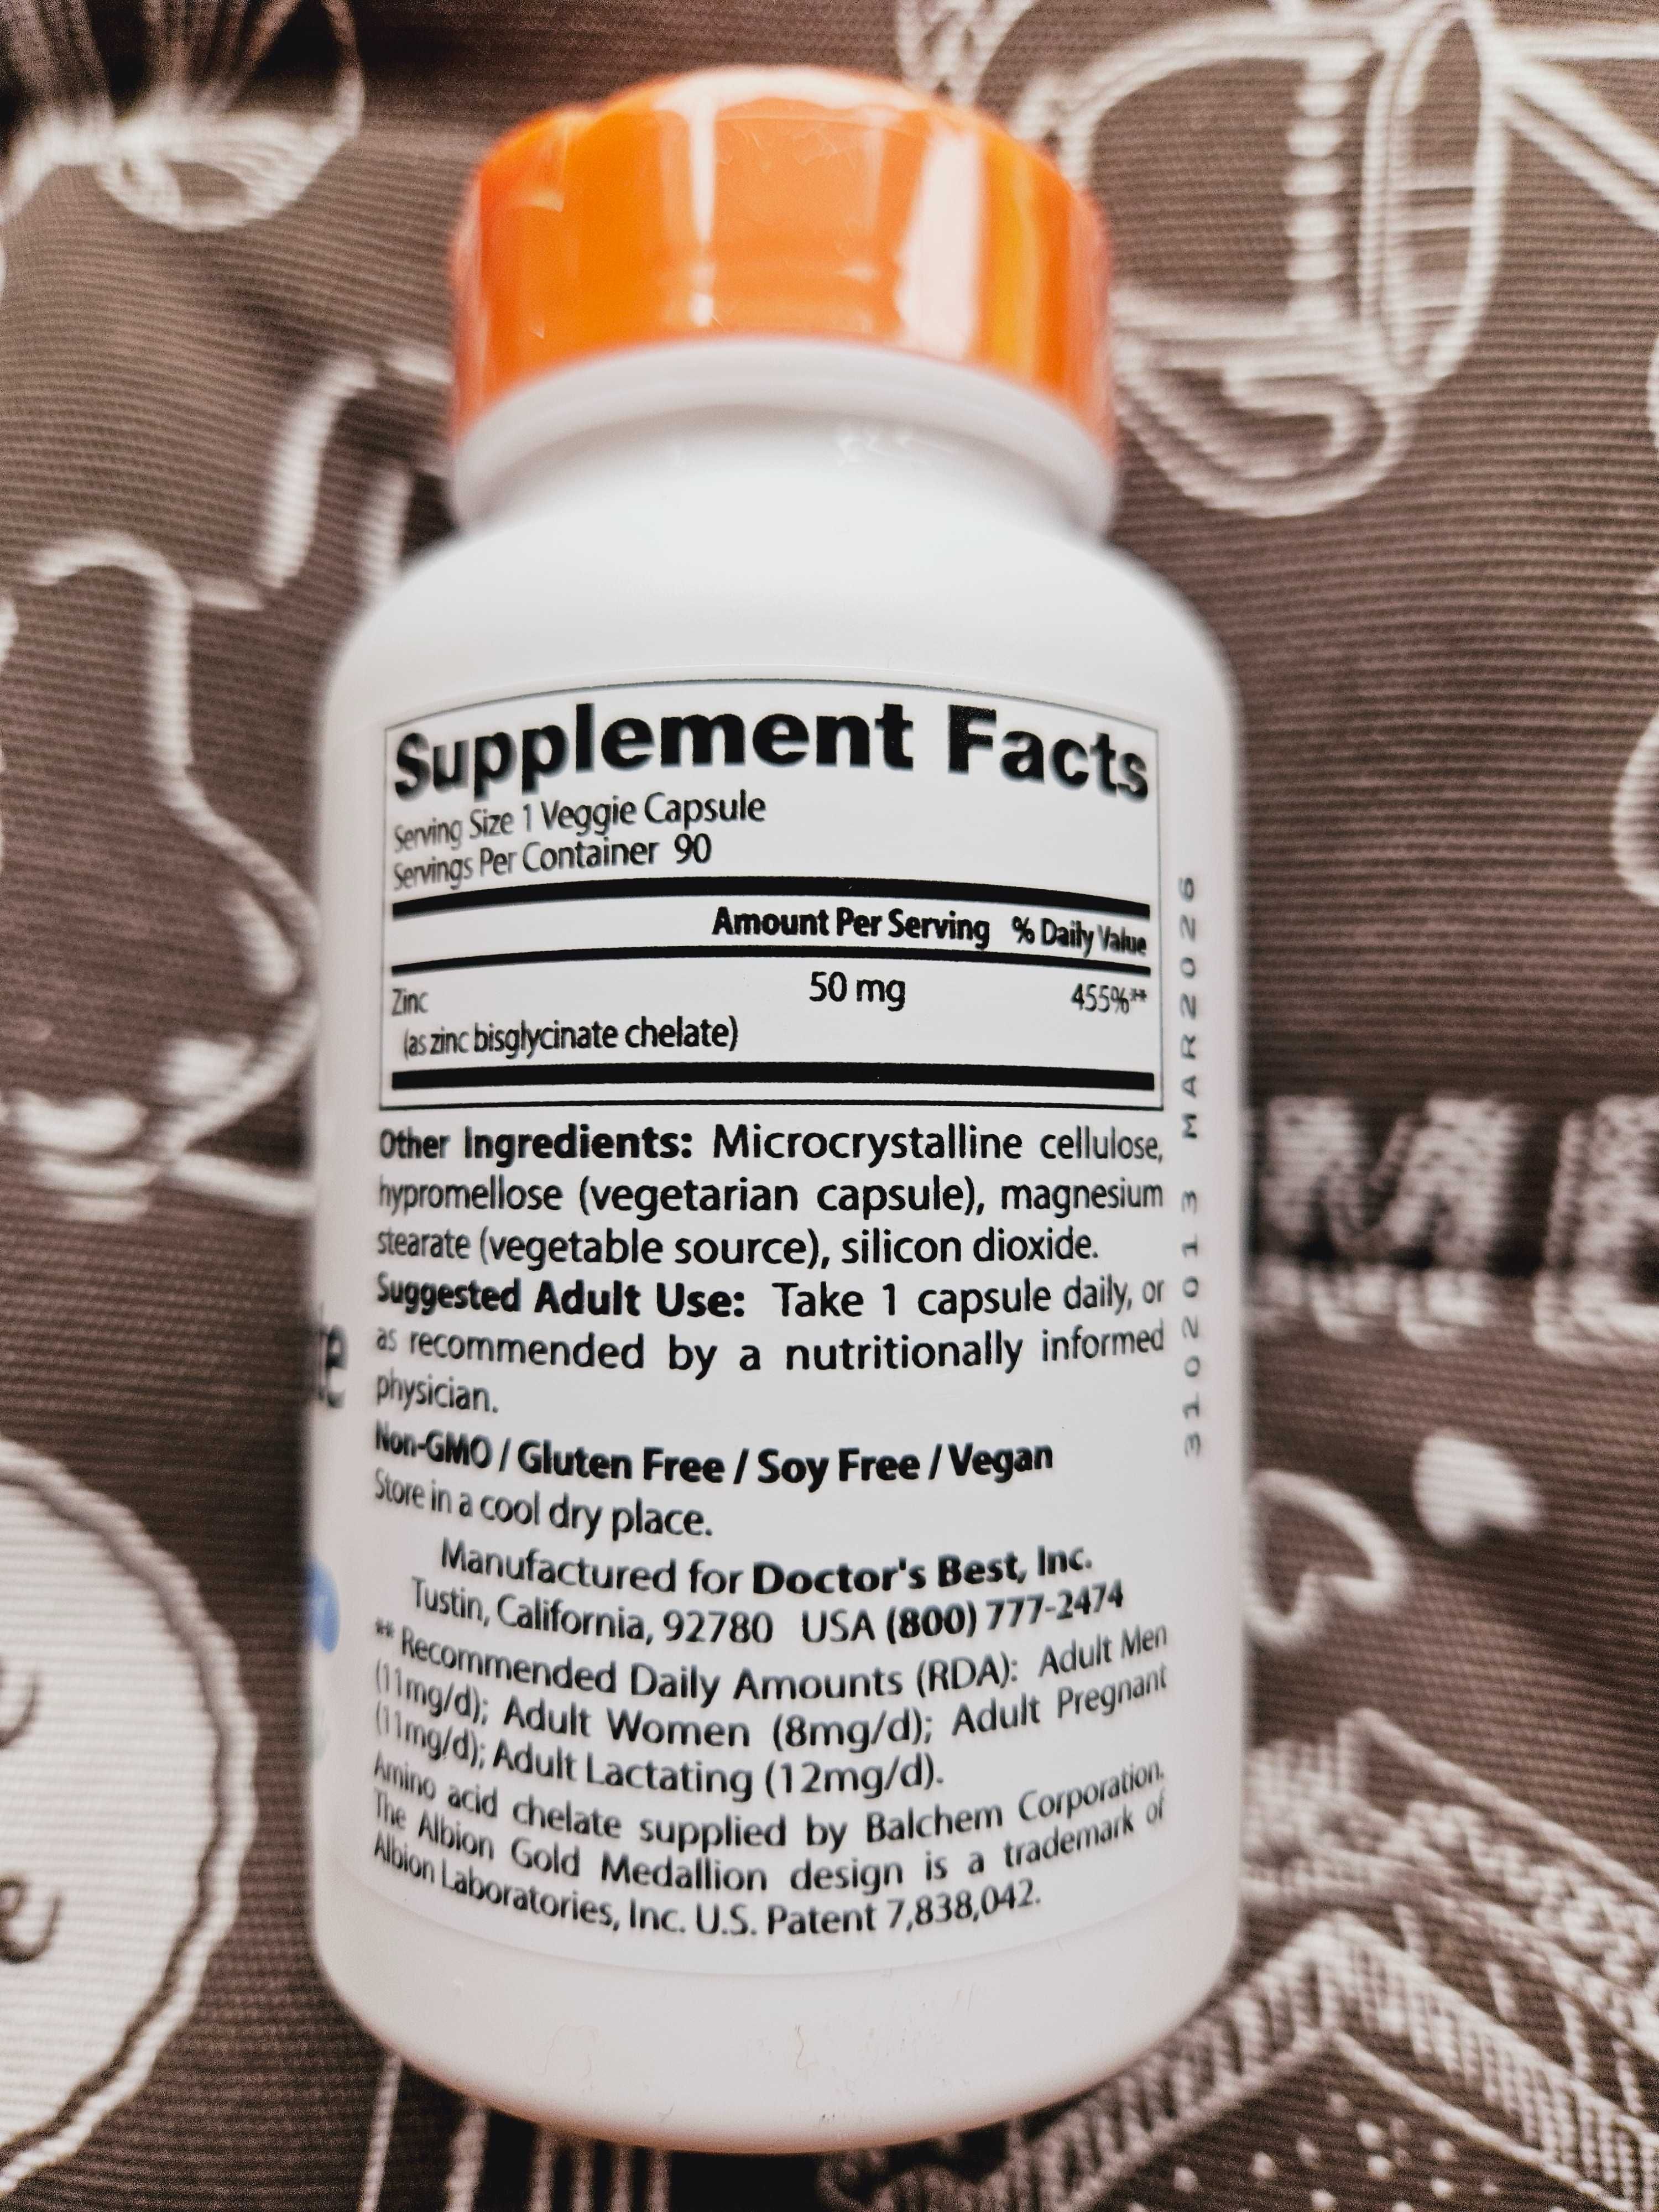 Supplement Facts
Serving Size 1 Veggie Capsule
Servings Per Container 90
Amount Per Serving % Daily Value
Zinc 50 mg 455%**
(as zinc bisglycinate chelate)
Other Ingredients: Microcrystalline cellulose,
hypromellose (vegetarian capsule), magnesium
stearate (vegetable source), silicon dioxide.
Suggested Adult Use: Take 1 capsule daily, or
as recommended by a nutritionally informed
physician.
Non-GMO / Gluten Free / Soy Free / Vegan
Store in a cool dry place.
Manufactured for Doctor's Best, Inc.
Tustin, California, 92780 USA (800) 777-2474
** Recommended Daily Amounts (RDA): Adult Men
(11mg/d); Adult Women (8mg/d); Adult Pregnant
(11mg/d); Adult Lactating (12mg/d).
Amino acid chelate supplied by Balchem Corporation.
The Albion Gold Medallion design is a trademark of
Albion Laboratories, Inc. U.S. Patent 7,838,042.
3102013 MAR2026